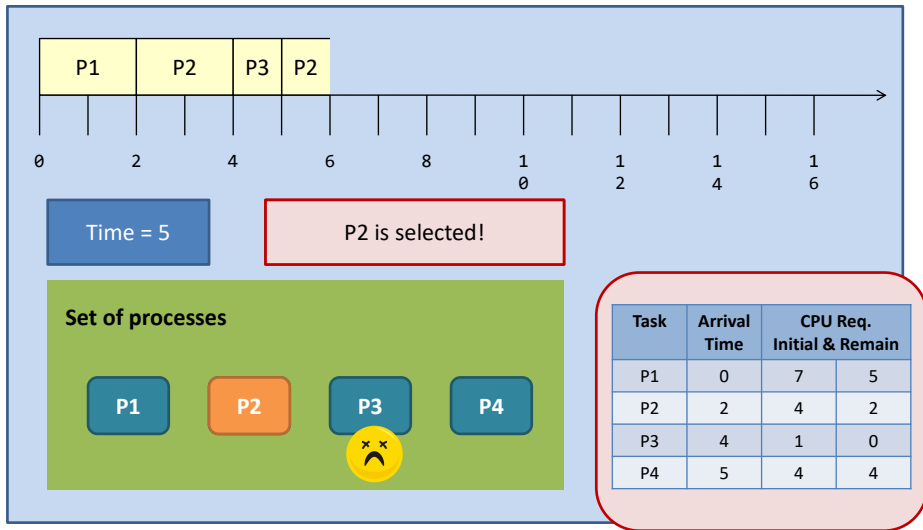 P1 P2 P3 P2
0 2 4 6 8 1 1 1 1
0 2 4 6
Time = 5 P2 is selected!
Set of processes
P1 P2 P3 P4
Task Arrival CPU Req.
Time Initial & Remain
P1 0 7 5
P2 2 4 2
P3 4 1 0
P4 5 4 4